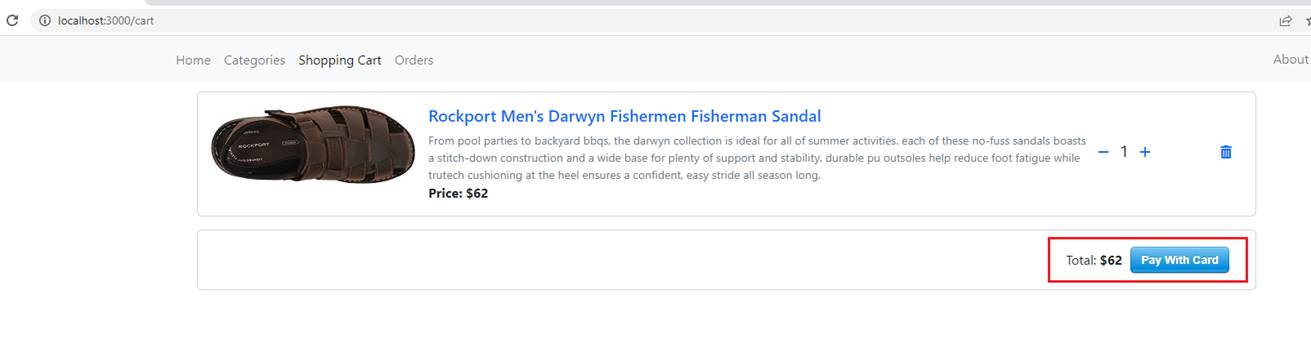 localhost:3000/cart
Home Categories Shopping Cart Orders About
Rockport Men's Darwyn Fishermen Fisherman Sandal
From pool parties to backyard bbqs, the darwyn collection is ideal for all of summer activities. each of these no-fuss sandals boasts
a stitch-down construction and a wide base for plenty of support and stability. durable pu outsoles help reduce foot fatigue while
trutech cushioning at the heel ensures a confident, easy stride all season long.
Price: $62
1
ROCKPORT
Total: $62 Pay With Card